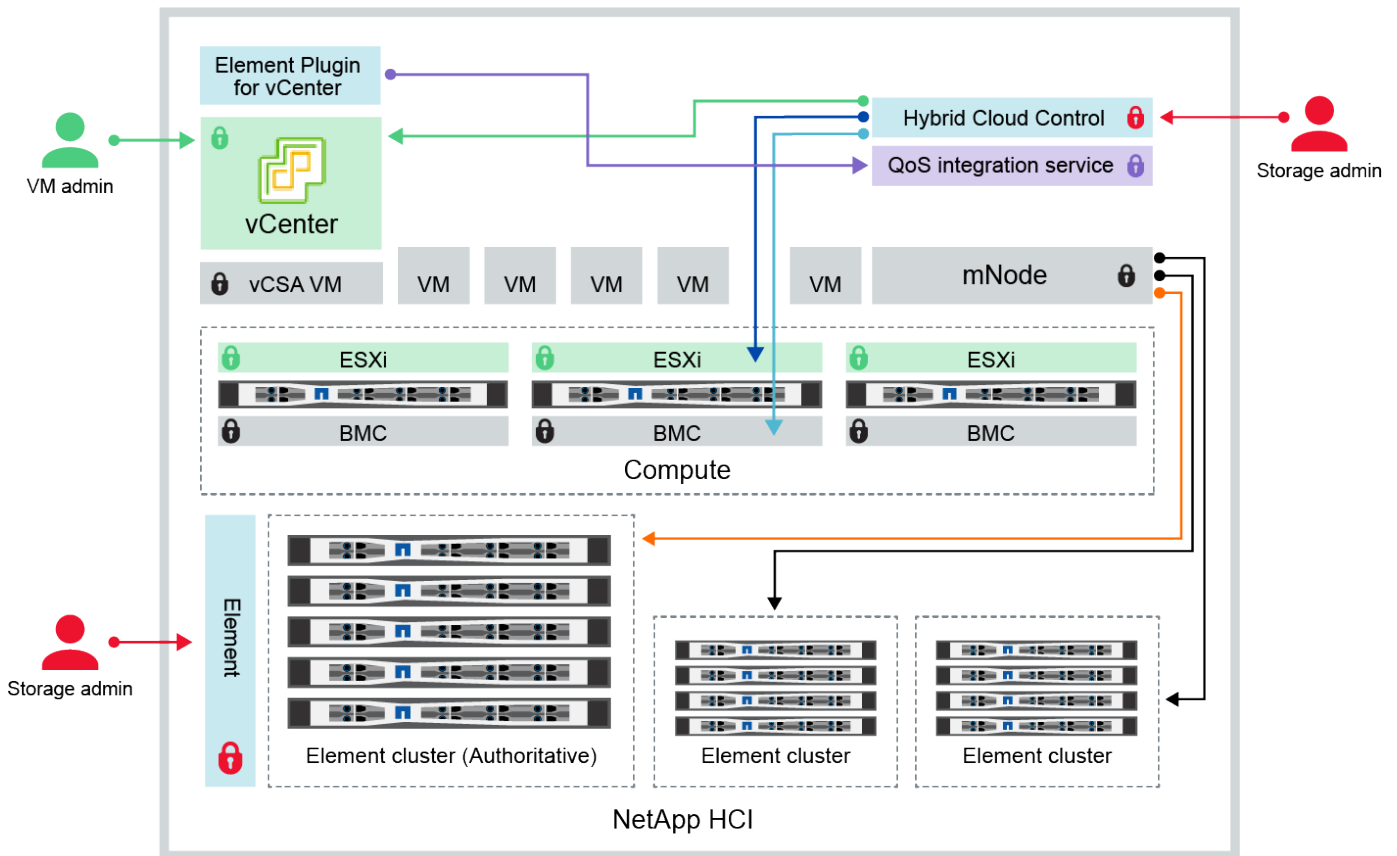 Element Plugin
for vCenter
Hybrid Cloud Control
QoS integration service
VM admin
Storage admin
vCenter
vCSA VM
VM
VM
VM
VM
VM
mNode
ESXi
ESXi
ESXi
BMC
BMC
BMC
Compute
Element
Storage admin
Element cluster (Authoritative)
Element cluster
Element cluster
NetApp HCI